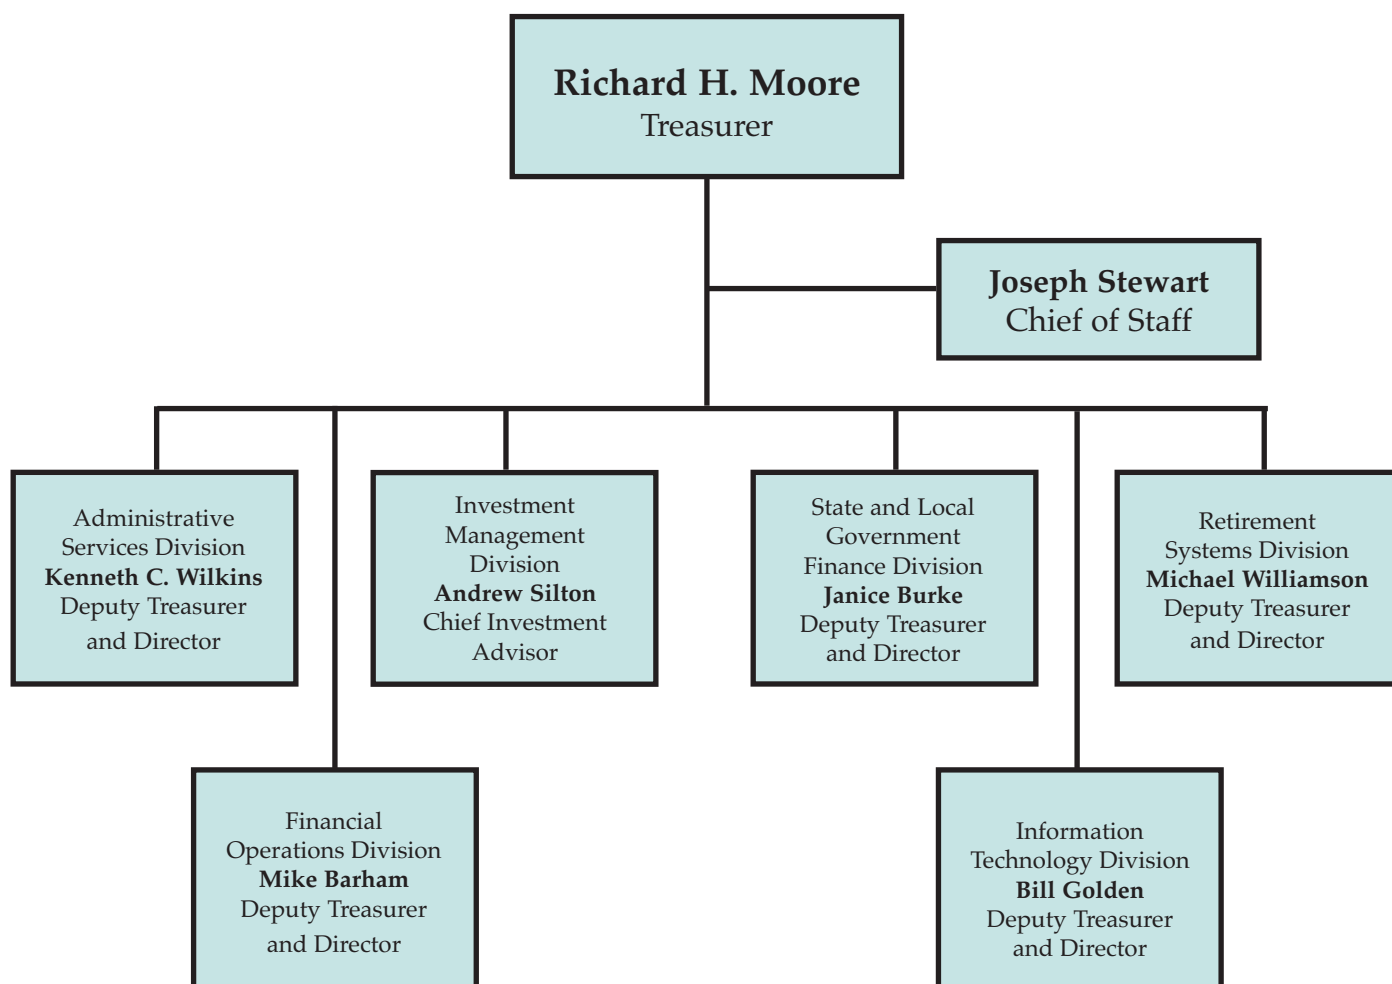 Richard H. Moore
Treasurer
Joseph Stewart
Chief of Staff
Administrative
Services Division
Kenneth C. Wilkins
Deputy Treasurer
and Director
Investment
Management
Division
Andrew Silton
Chief Investment
Advisor
State and Local
Government
Finance Division
Janice Burke
Deputy Treasurer
and Director
Retirement
Systems Division
Michael Williamson
Deputy Treasurer
and Director
Financial
Operations Division
Mike Barham
Deputy Treasurer
and Director
Information
Technology Division
Bill Golden
Deputy Treasurer
and Director